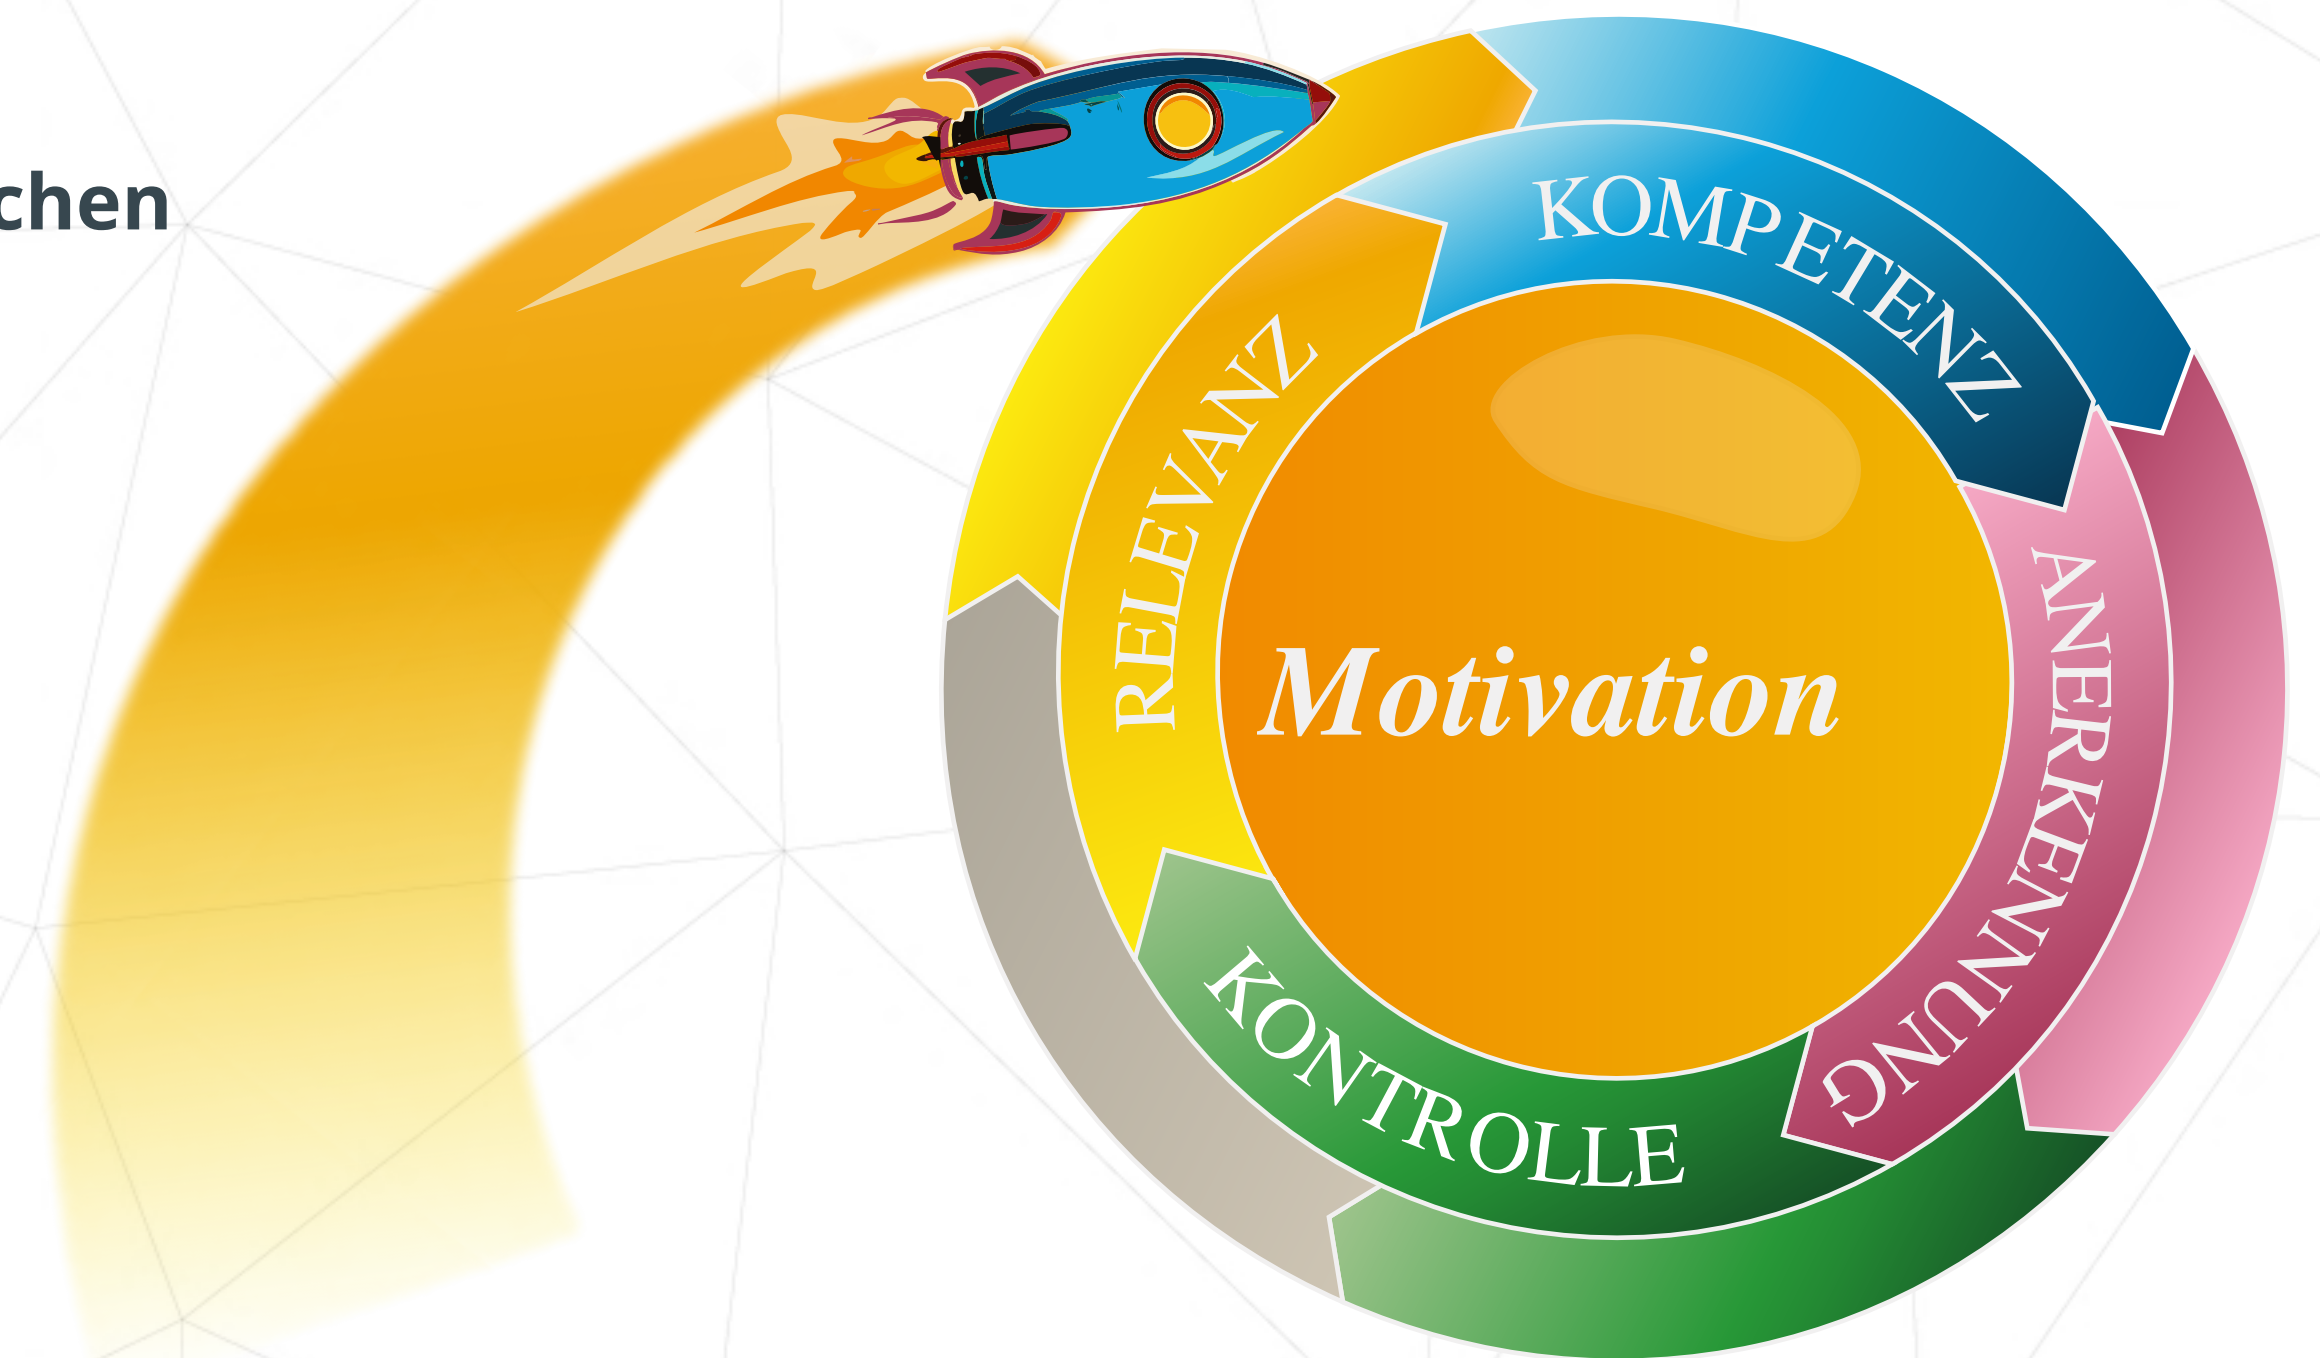 chen
KOMPETENZ
RELEVANZ
Motivation
ANERKENNUNG
KONTROLLE